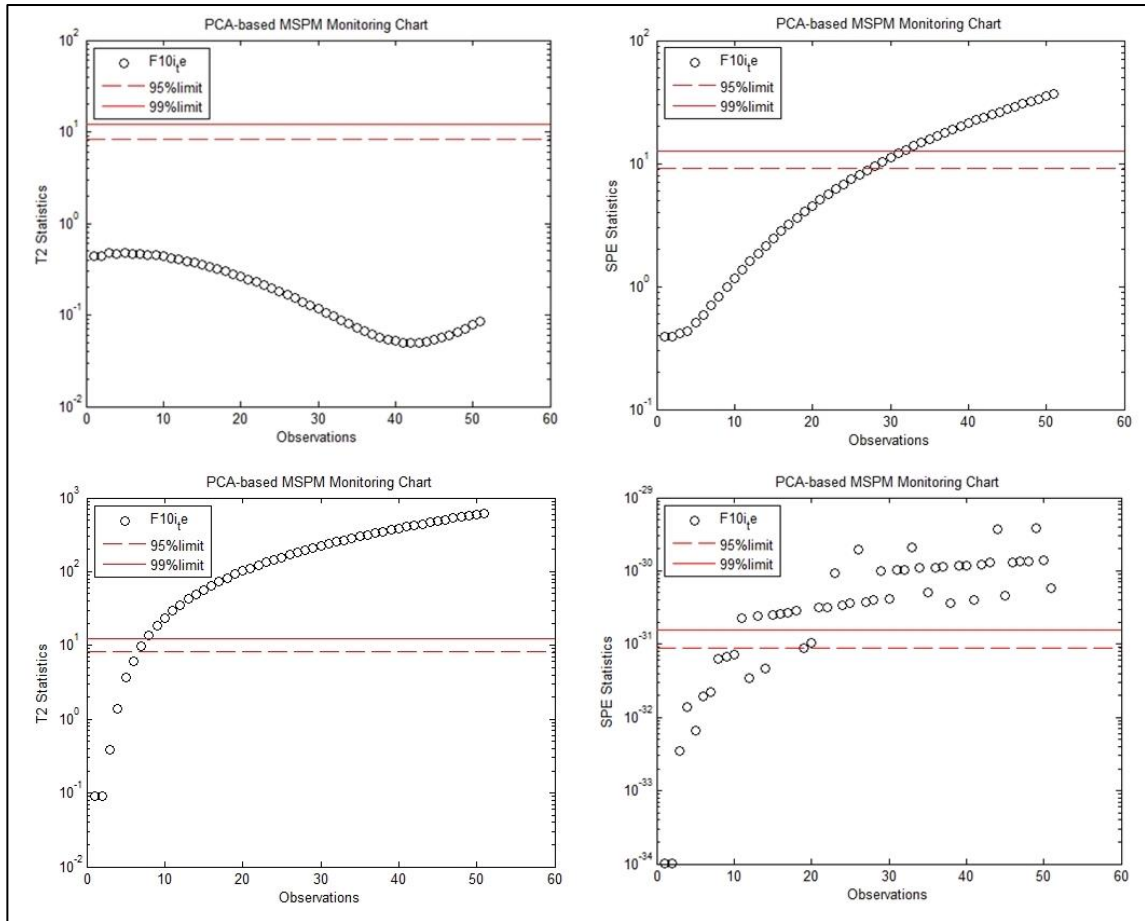 PCA-based MSPM Monitoring Chart
10^2
10^1
10^0
10^-1
10^-2
T2 Statistics
F10i_te
95%limit
99%limit
0 10 20 30 40 50 60
Observations
PCA-based MSPM Monitoring Chart
10^2
10^1
10^0
10^-1
SPE Statistics
F10i_te
95%limit
99%limit
0 10 20 30 40 50 60
Observations
PCA-based MSPM Monitoring Chart
10^3
10^2
10^1
10^0
10^-1
10^-2
T2 Statistics
F10i_te
95%limit
99%limit
0 10 20 30 40 50 60
Observations
PCA-based MSPM Monitoring Chart
10^-29
10^-30
10^-31
10^-32
10^-33
10^-34
SPE Statistics
F10i_te
95%limit
99%limit
0 10 20 30 40 50 60
Observations